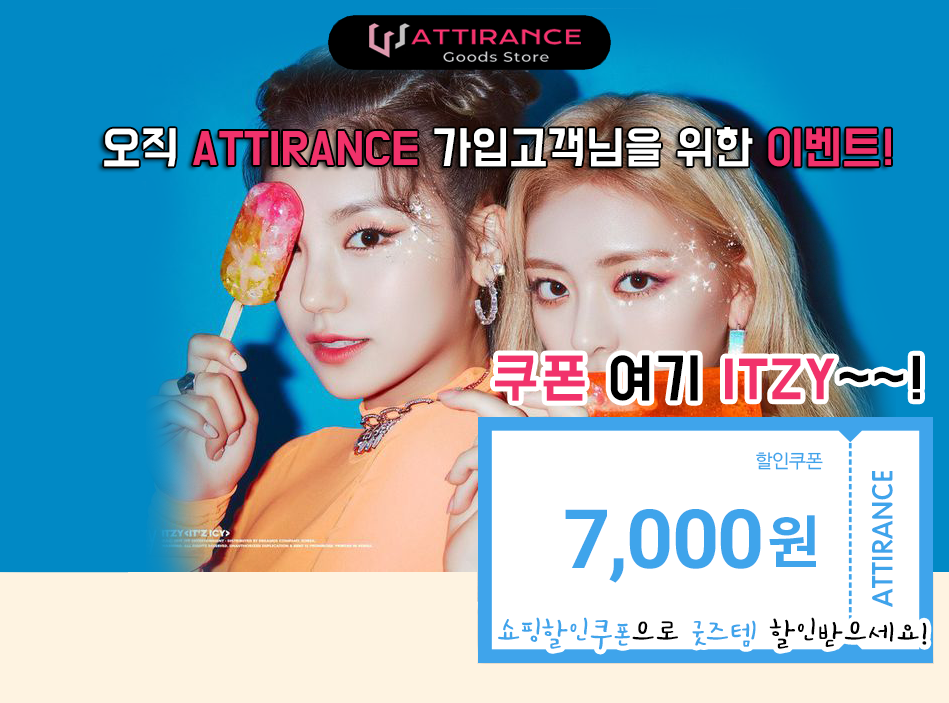 ATTIRANCE
Goods Store
오직 ATTIRANCE 가입고객님을 위한 이벤트!
쿠폰 여기 ITZY~~!
할인쿠폰
7,000원
ATTIRANCE
쇼핑할인쿠폰으로 굿즈템 할인받으세요!
ITZY<IT'z ICY>